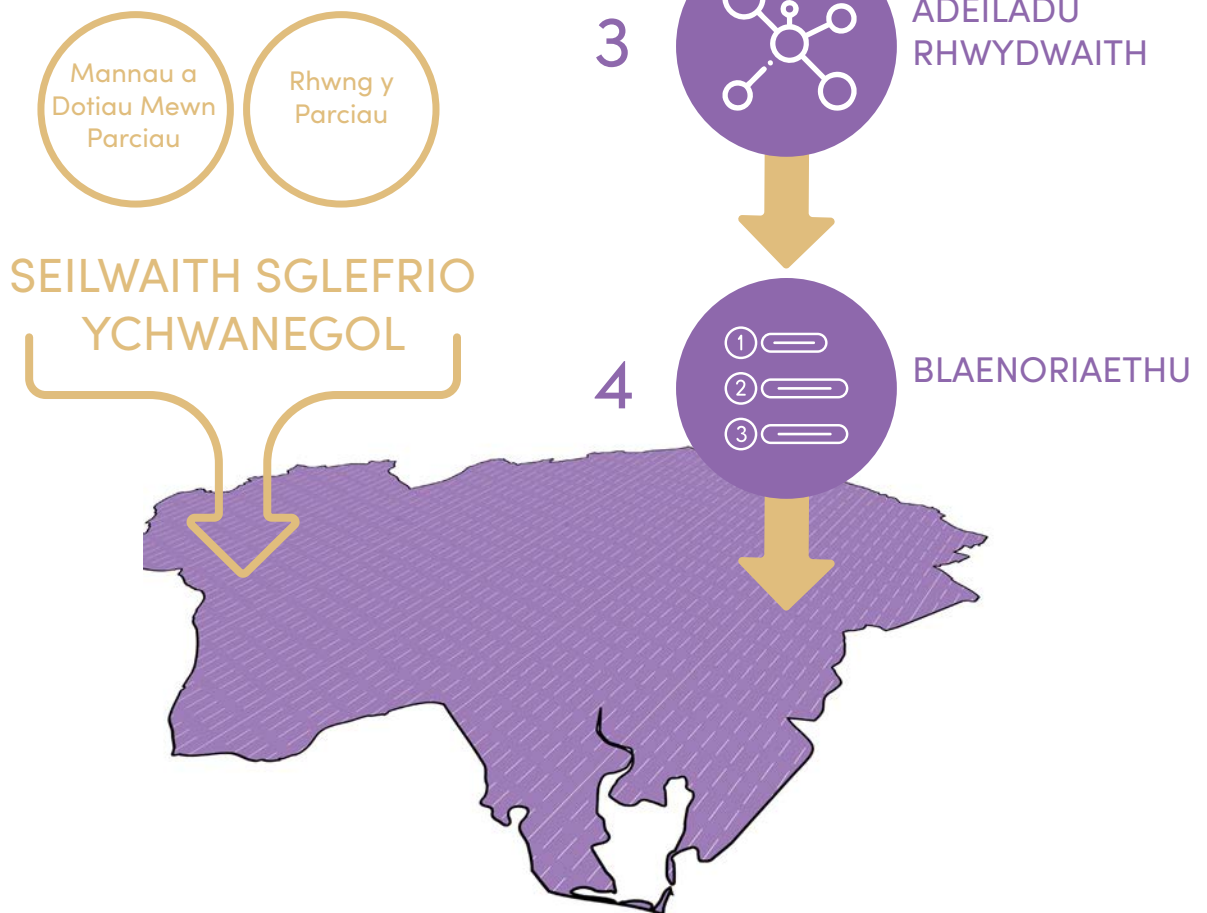 Mannau a
Dotiau Mewn
Parciau
Rhwng y
Parciau
SEILWAITH SGLEFRIO
YCHWANEGOL
3
ADEILADU
RHWYDWAITH
4
1
2
3
BLAENORIAETHU